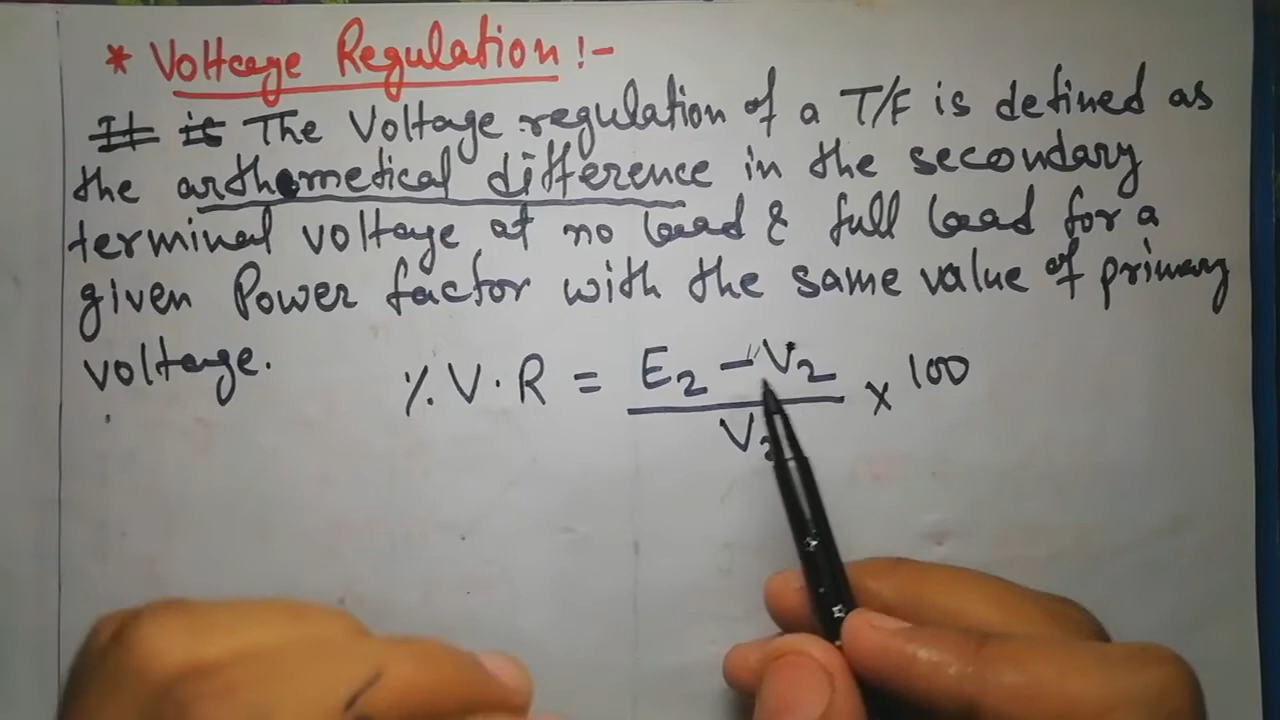 * Voltage Regulation :-
It is The Voltage regulation of a T/F is defined as
the arthemetical difference in the secondary
terminal voltage at no load & full load for a
given Power factor with the same value of primary
voltage. % V.R = E₂ - V₂ x 100
V₂